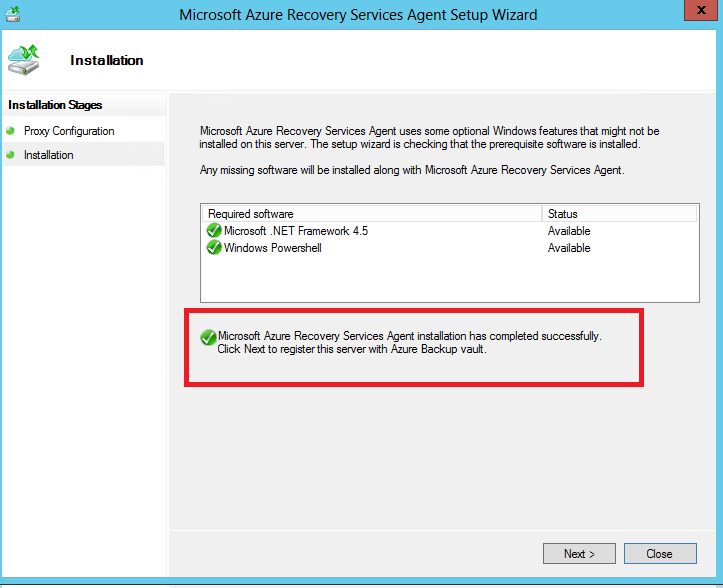 Microsoft Azure Recovery Services Agent Setup Wizard
x
Installation
Installation Stages
Proxy Configuration
Installation
Microsoft Azure Recovery Services Agent uses some optional Windows features that might not be
installed on this server. The setup wizard is checking that the prerequisite software is installed.
Any missing software will be installed along with Microsoft Azure Recovery Services Agent.
Required software Status
Microsoft .NET Framework 4.5 Available
Windows Powershell Available
Microsoft Azure Recovery Services Agent installation has completed successfully.
Click Next to register this server with Azure Backup vault.
Next > Close